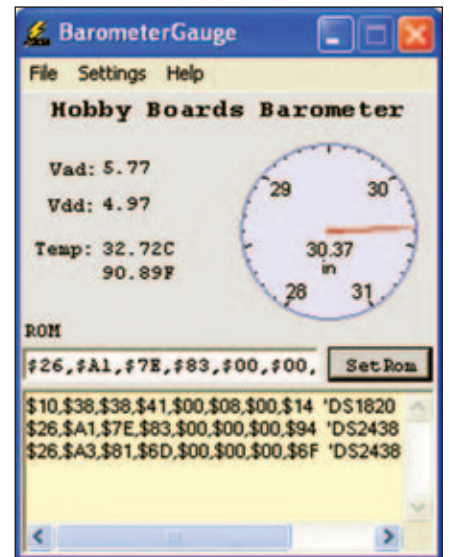 BarometerGauge
File Settings Help
Hobby Boards Barometer
Vad: 5.77
Vdd: 4.97
Temp: 32.72C
90.89F
29 30
30.37
in
28 31
ROM
$26,$A1,$7E,$83,$00,$00, SetRom
$10,$38,$38,$41,$00,$08,$00,$14 'DS1820
$26,$A1,$7E,$83,$00,$00,$00,$94 'DS2438
$26,$A3,$81,$6D,$00,$00,$00,$6F 'DS2438